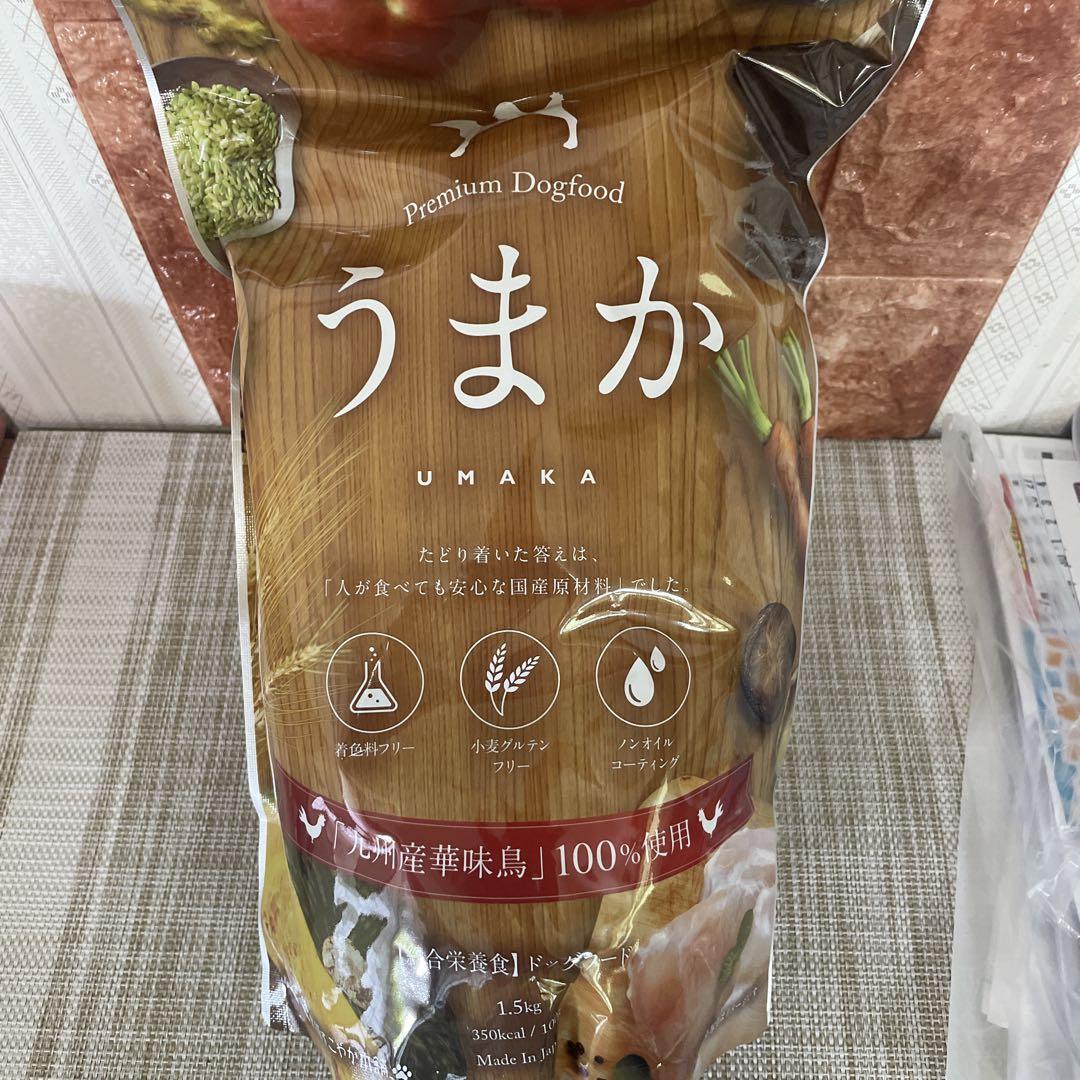 Premium Dogfood
うまか
UMAKA
たどり着いた答えは、
「人が食べても安心な国産原材料」でした。
着色料フリー
小麦グルテン
フリー
ノンオイル
コーティング
「九州産華味鳥」100%使用
合栄養食】ドッグフード
1.5kg
350kcal / 10
Made In Ja